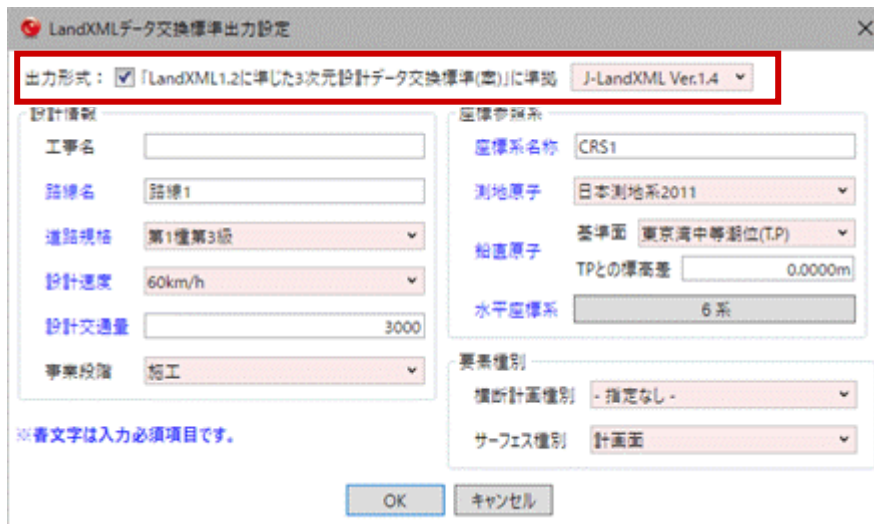 LandXMLデータ交換標準出力設定
出力形式： 「LandXML1.2に準じた3次元設計データ交換標準(案)」に準拠 J-LandXML Ver.1.4
設計情報
工事名
路線名 路線1
道路規格 第1種第3級
設計速度 60km/h
設計交通量 3000
事業段階 施工
※青文字は入力必須項目です。
座標参照系
座標系名称 CRS1
測地原子 日本測地系2011
鉛直原子 基準面 東京湾中等潮位(T.P)
TPとの標高差 0.0000m
水平座標系 6系
要素種別
横断計画種別 - 指定なし -
サーフェス種別 計画面
OK キャンセル